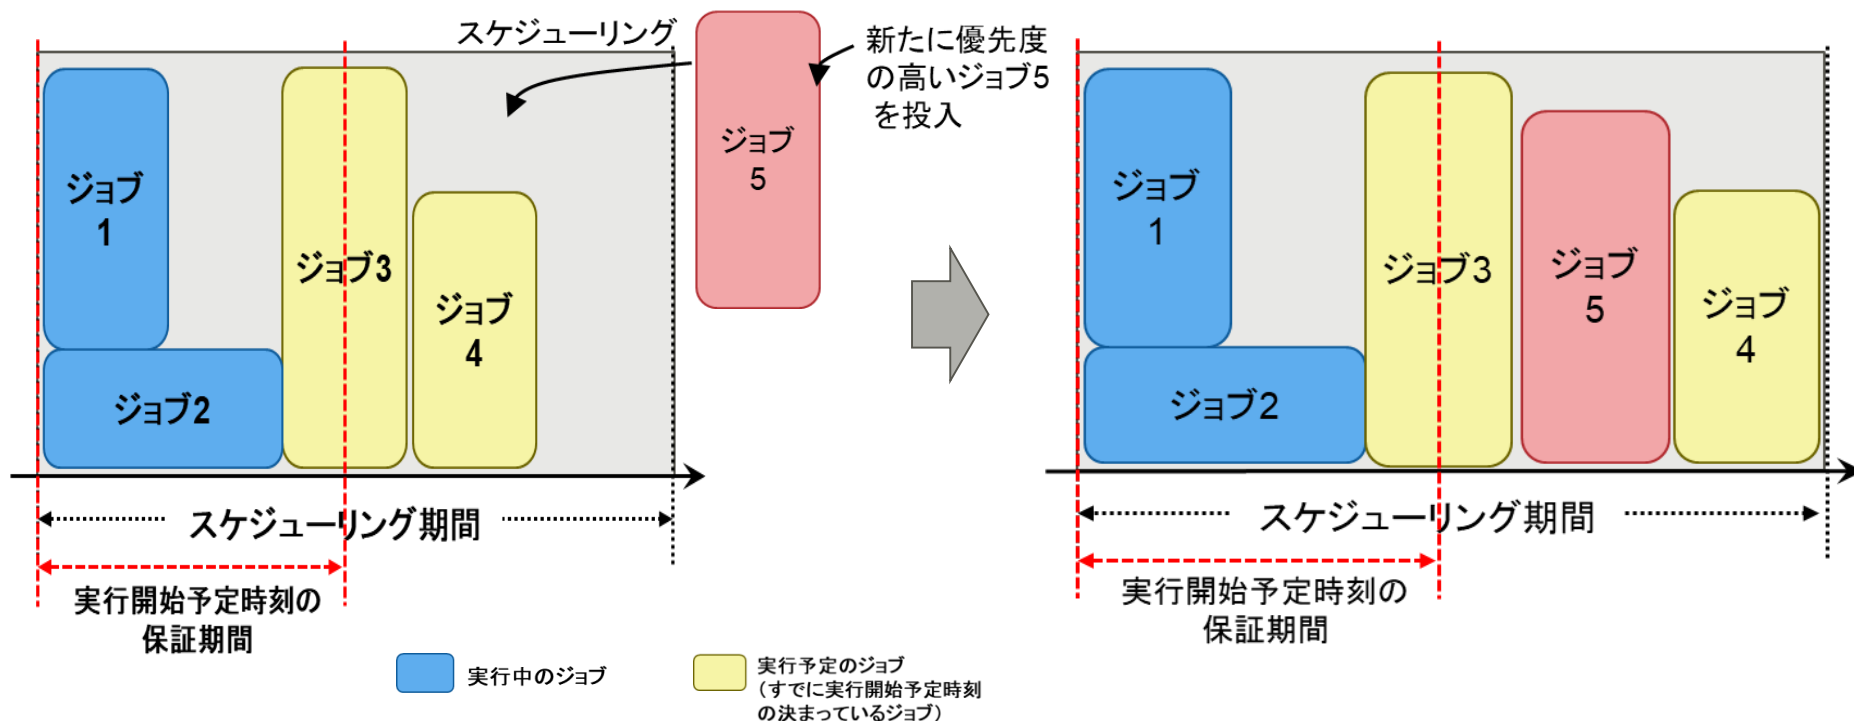 スケジューリング
新たに優先度
の高いジョブ5
を投入
ジョブ
1
ジョブ2
ジョブ3
ジョブ
4
ジョブ
5
スケジューリング期間
実行開始予定時刻の
保証期間
ジョブ
1
ジョブ2
ジョブ3
ジョブ
5
ジョブ
4
スケジューリング期間
実行開始予定時刻の
保証期間
実行中のジョブ
実行予定のジョブ
（すでに実行開始予定時刻
の決まっているジョブ）